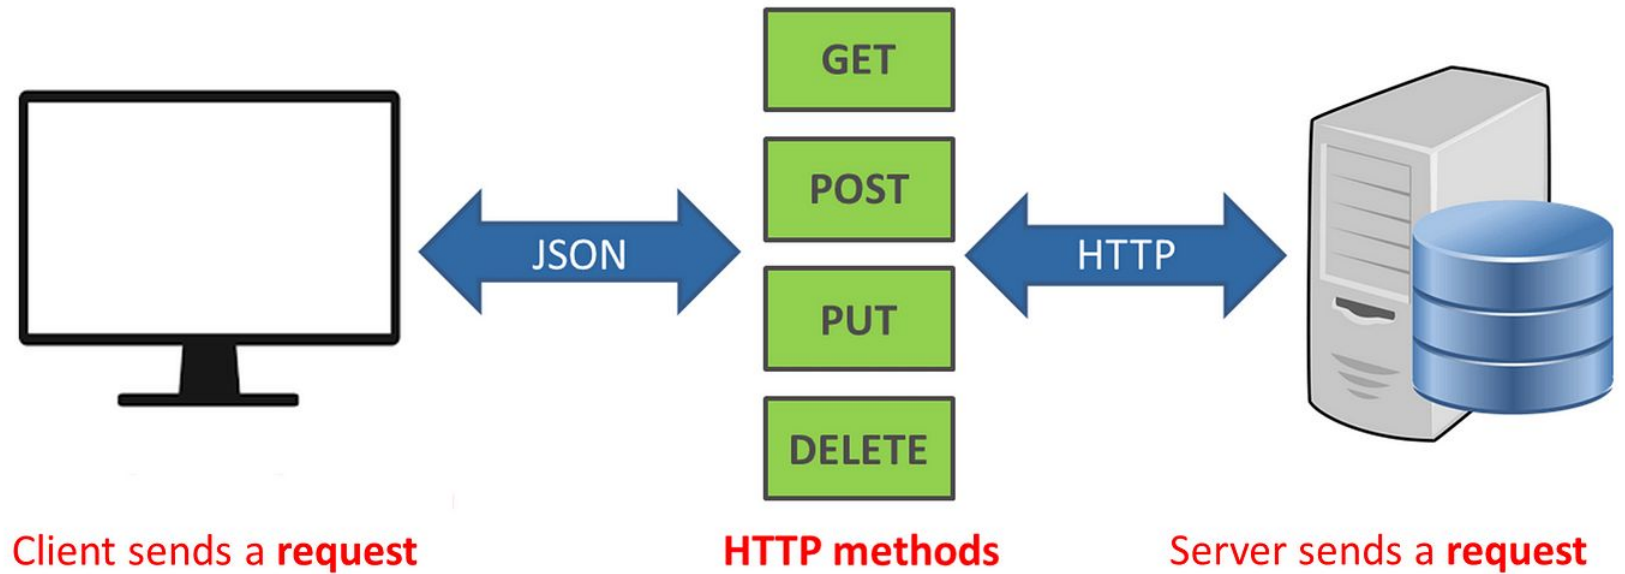 GET
POST
JSON
HTTP
PUT
DELETE
Client sends a request
HTTP methods
Server sends a request